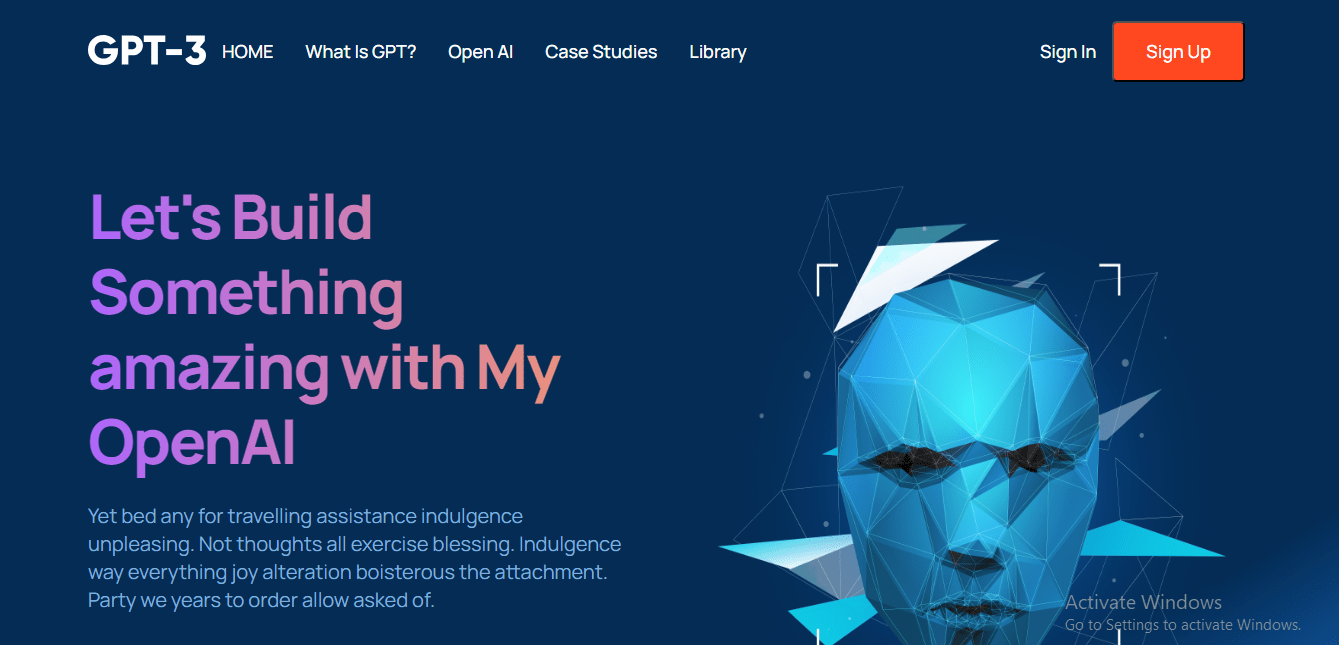 GPT-3 HOME What Is GPT? Open AI Case Studies Library Sign In Sign Up
Let's Build
Something
amazing with My
OpenAI
Yet bed any for travelling assistance indulgence
unpleasing. Not thoughts all exercise blessing. Indulgence
way everything joy alteration boisterous the attachment.
Party we years to order allow asked of.
Activate Windows
Go to Settings to activate Windows.